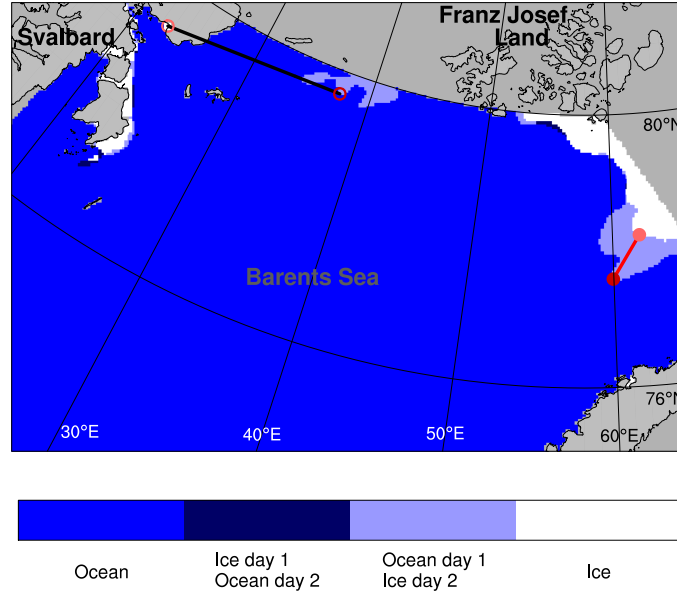 Franz Josef
Svalbard
Land
80°N
Barents Sea
76°N
30°E
40°E
50°E
60°E
Ocean
Ice day 1
Ocean day 2
Ocean day 1
Ice day 2
Ice